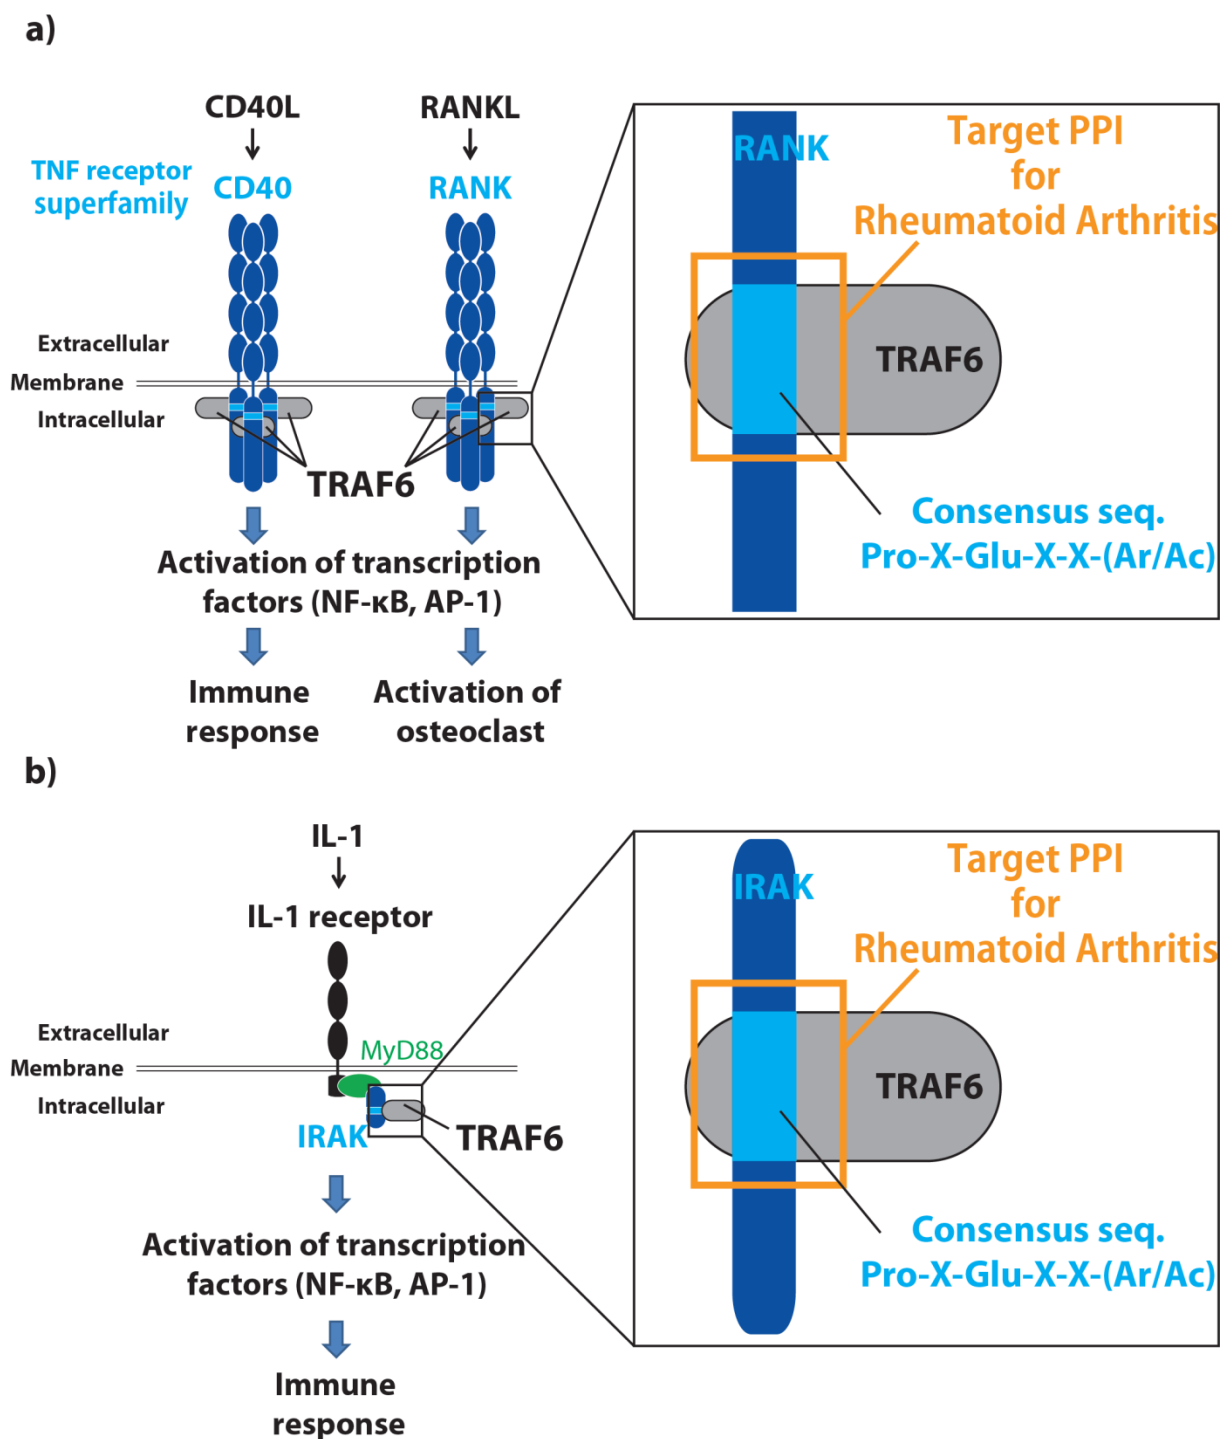 a)
CD40L
RANKL
TNF receptor
superfamily
CD40
RANK
Extracellular
Membrane
Intracellular
TRAF6
Activation of transcription
factors (NF-κB, AP-1)
Immune
response
Activation of
osteoclast
RANK
Target PPI
for
Rheumatoid Arthritis
TRAF6
Consensus seq.
Pro-X-Glu-X-X-(Ar/Ac)
b)
IL-1
IL-1 receptor
Extracellular
MyD88
Membrane
Intracellular
IRAK
TRAF6
Activation of transcription
factors (NF-κB, AP-1)
Immune
response
IRAK
Target PPI
for
Rheumatoid Arthritis
TRAF6
Consensus seq.
Pro-X-Glu-X-X-(Ar/Ac)